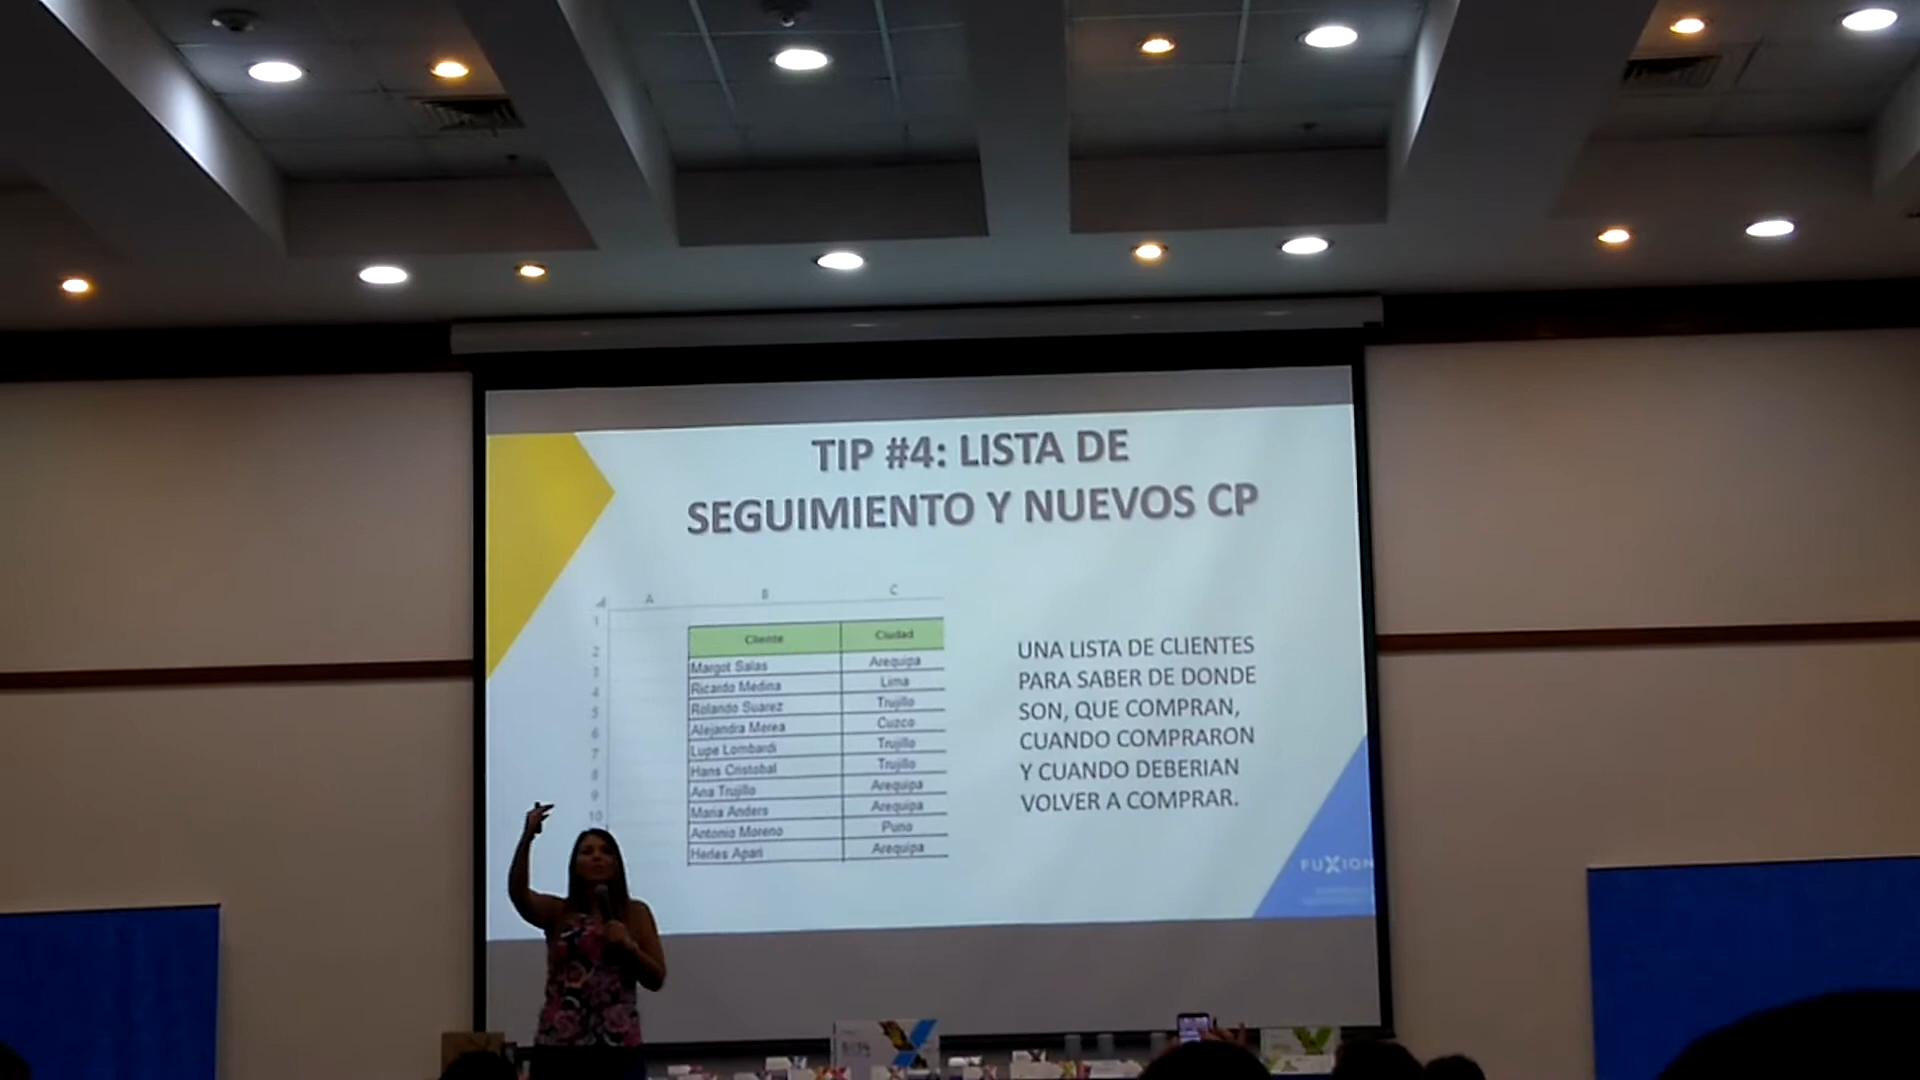 TIP #4: LISTA DE
SEGUIMIENTO Y NUEVOS CP
A B C
Cliente Ciudad
1
2
Margot Salas Arequipa
3
Ricardo Medina Lima
4
Rolando Suarez Trujillo
5
Alejandra Merea Cuzco
6
Lupe Lombardi Trujillo
7
Hans Cristobal Trujillo
8
Ana Trujillo Arequipa
9
Maria Anders Arequipa
10
Antonio Moreno Puno
Herles Apari Arequipa
UNA LISTA DE CLIENTES
PARA SABER DE DONDE
SON, QUE COMPRAN,
CUANDO COMPRARON
Y CUANDO DEBERIAN
VOLVER A COMPRAR.
FUXION